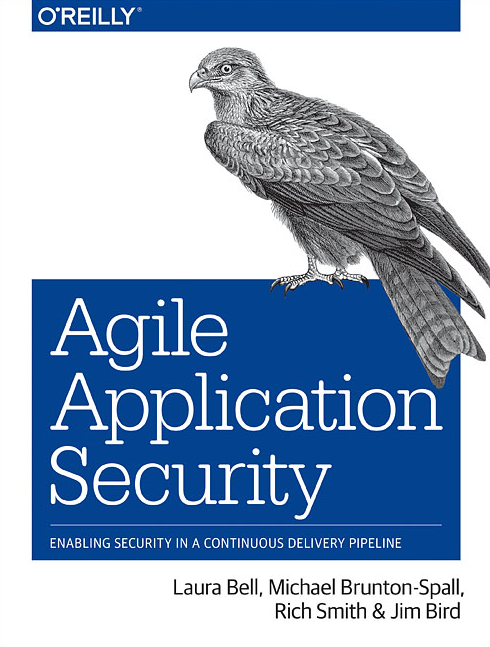 O'REILLY®
Agile
Application
Security
ENABLING SECURITY IN A CONTINUOUS DELIVERY PIPELINE
Laura Bell, Michael Brunton-Spall,
Rich Smith & Jim Bird